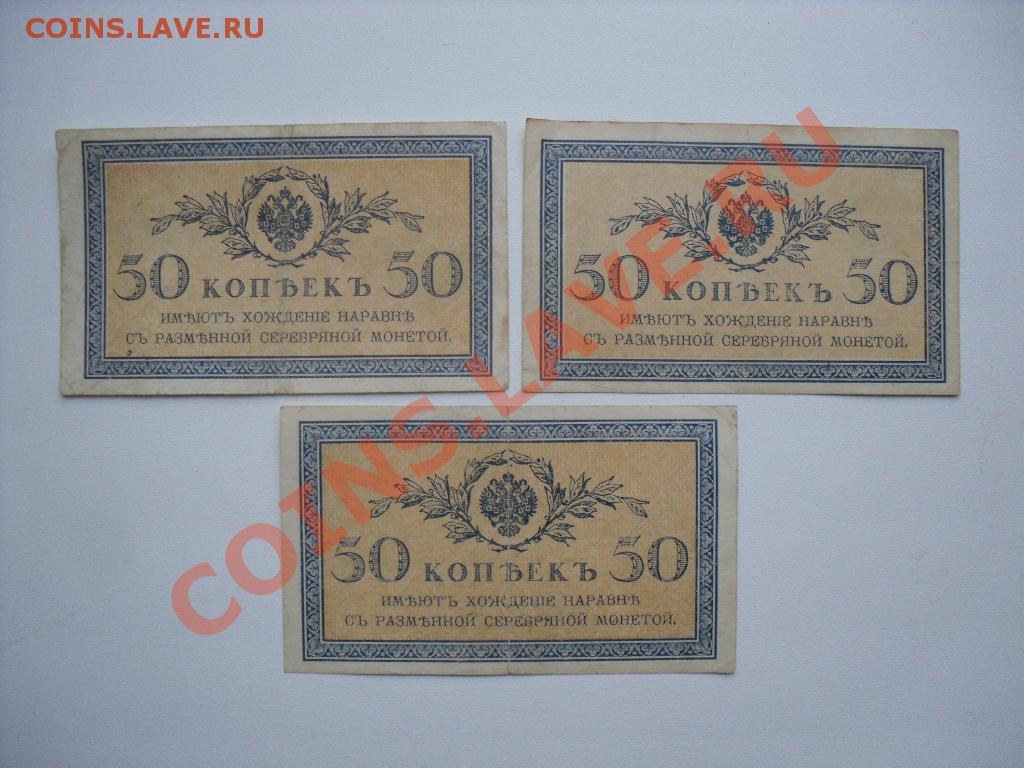 COINS.LAVE.RU
50 КОПѢЕКЪ 50
ИМѢЮТЪ ХОЖДЕНІЕ НАРАВНѢ
СЪ РАЗМѢННОЙ СЕРЕБРЯНОЙ МОНЕТОЙ.
50 КОПѢЕКЪ 50
ИМѢЮТЪ ХОЖДЕНІЕ НАРАВНѢ
СЪ РАЗМѢННОЙ СЕРЕБРЯНОЙ МОНЕТОЙ.
50 КОПѢЕКЪ 50
ИМѢЮТЪ ХОЖДЕНІЕ НАРАВНѢ
СЪ РАЗМѢННОЙ СЕРЕБРЯНОЙ МОНЕТОЙ.
COINS.LAVE.RU